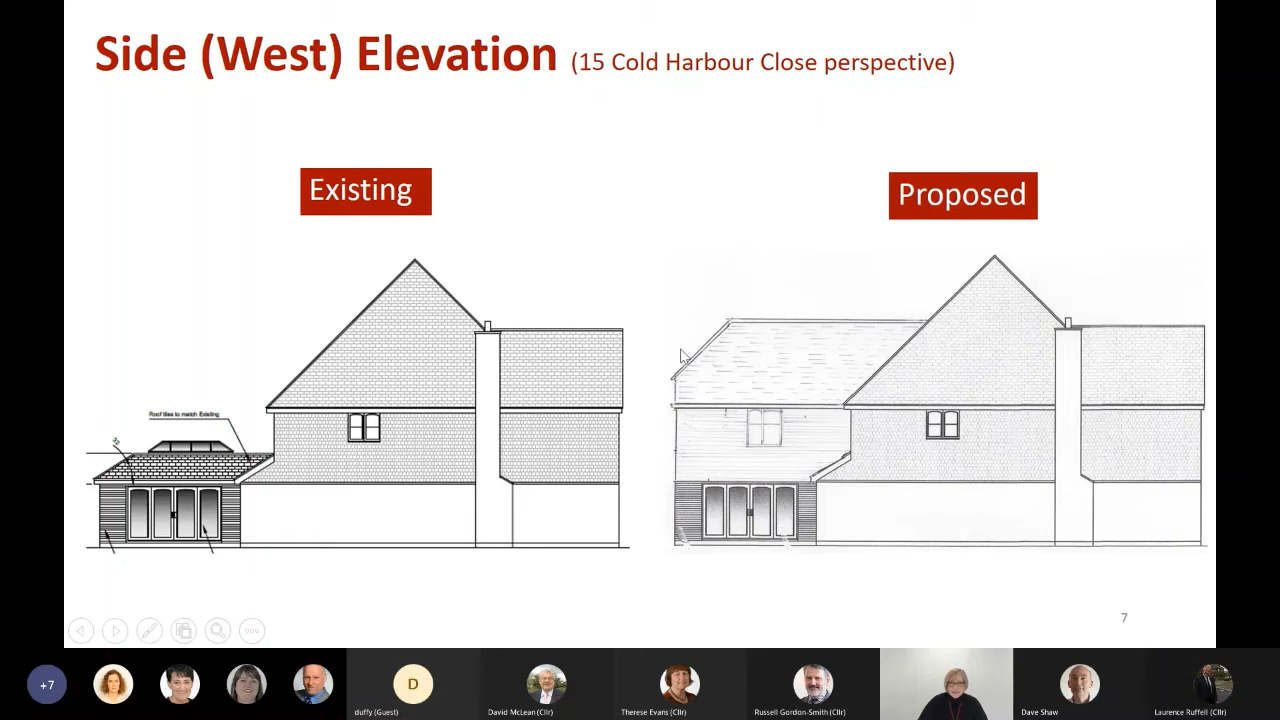 Side (West) Elevation (15 Cold Harbour Close perspective)
Existing
Proposed
Roof tiles to match Existing
7
+7
D
duffy (Guest)
David McLean (Cllr)
Therese Evans (Cllr)
Russell Gordon-Smith (Cllr)
Dave Shaw
Laurence Ruffell (Cllr)